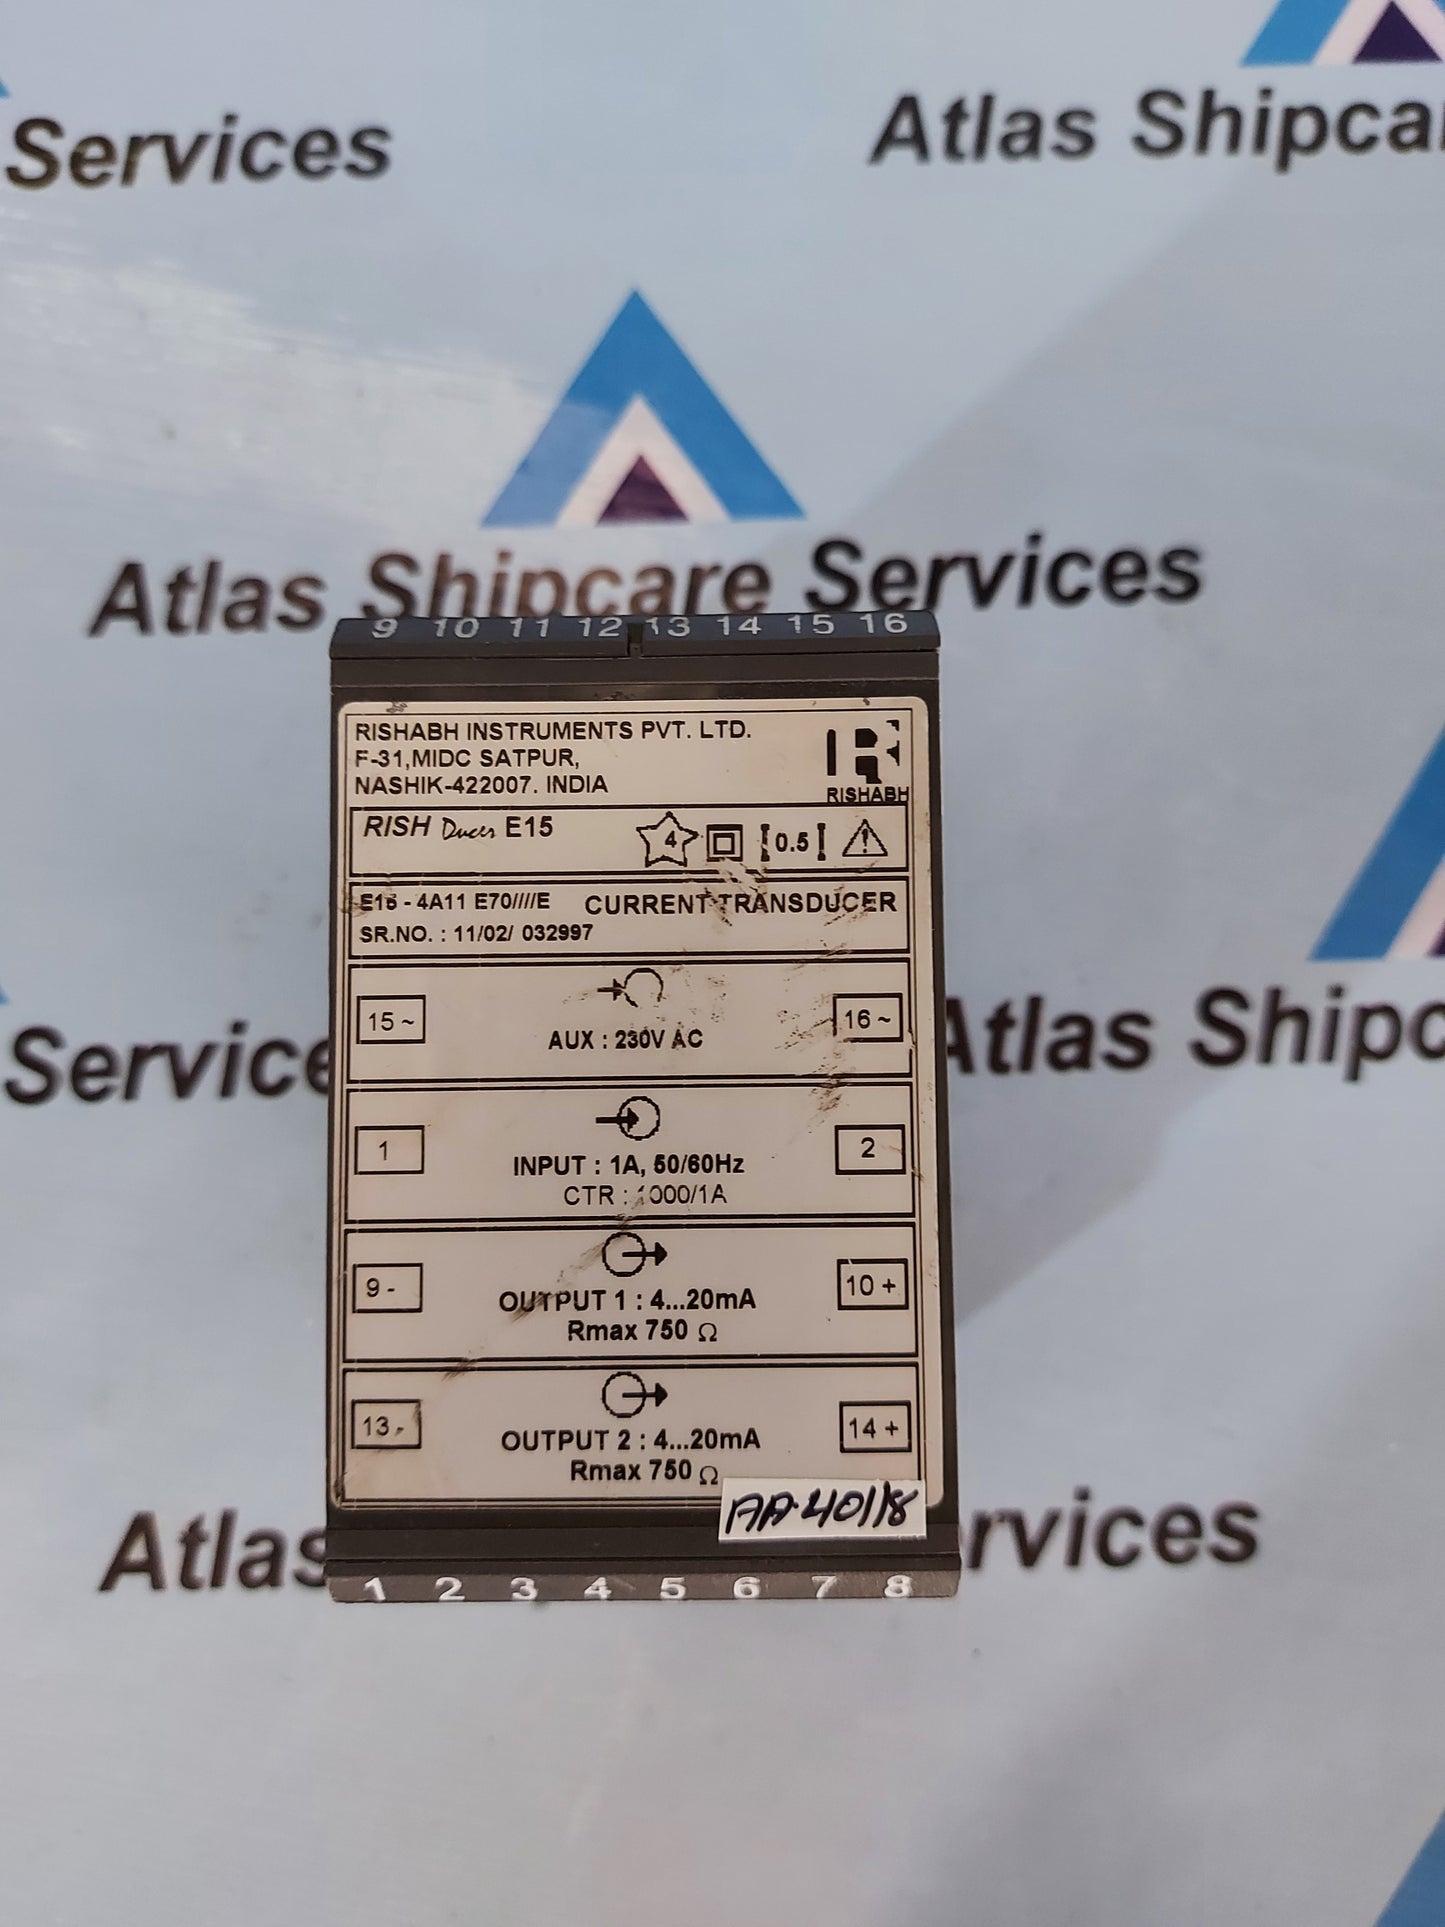 Services
Atlas Shipca
Atlas Shipcare Services
9 10 11 12 13 14 15 16
RISHABH INSTRUMENTS PVT. LTD.
F-31,MIDC SATPUR,
NASHIK-422007. INDIA
RISHABH
RISH Ducer E15
4 0.5
E15 - 4A11 E70////E CURRENT TRANSDUCER
SR.NO. : 11/02/ 032997
15 ~ 16 ~
AUX : 230V AC
Service
Atlas Shipc
1 2
INPUT : 1A, 50/60Hz
CTR : 000/1A
9 - 10 +
OUTPUT 1 : 4...20mA
Rmax 750 Ω
13 - 14 +
OUTPUT 2 : 4...20mA
Rmax 750 Ω
AA-40118
Atlas
rvices
1 2 3 4 5 6 7 8